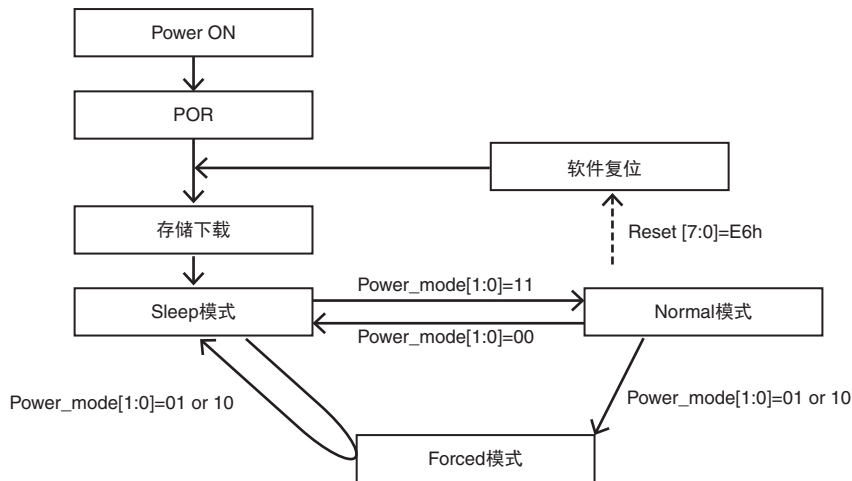 Power ON
POR
软件复位
存储下载
Reset [7:0]=E6h
Power_mode[1:0]=11
Sleep模式
Normal模式
Power_mode[1:0]=00
Power_mode[1:0]=01 or 10
Power_mode[1:0]=01 or 10
Forced模式